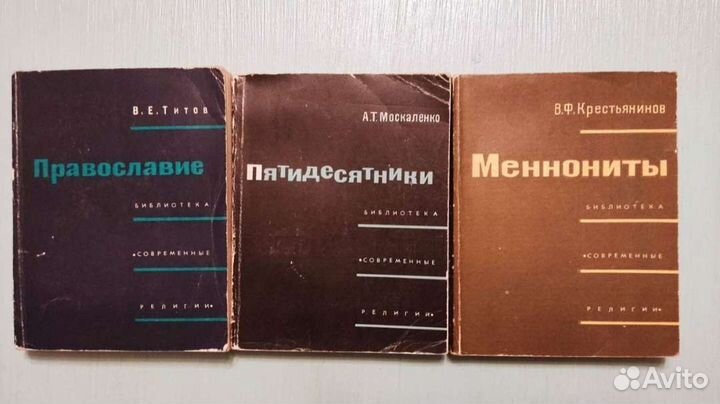 В.Е.Титов
Православие
БИБЛИОТЕКА
«СОВРЕМЕННЫЕ
РЕЛИГИИ»
А.Т.Москаленко
Пятидесятники
БИБЛИОТЕКА
«СОВРЕМЕННЫЕ
РЕЛИГИИ»
В.Ф.Крестьянинов
Меннониты
БИБЛИОТЕКА
«СОВРЕМЕННЫЕ
РЕЛИГИИ»
Avito